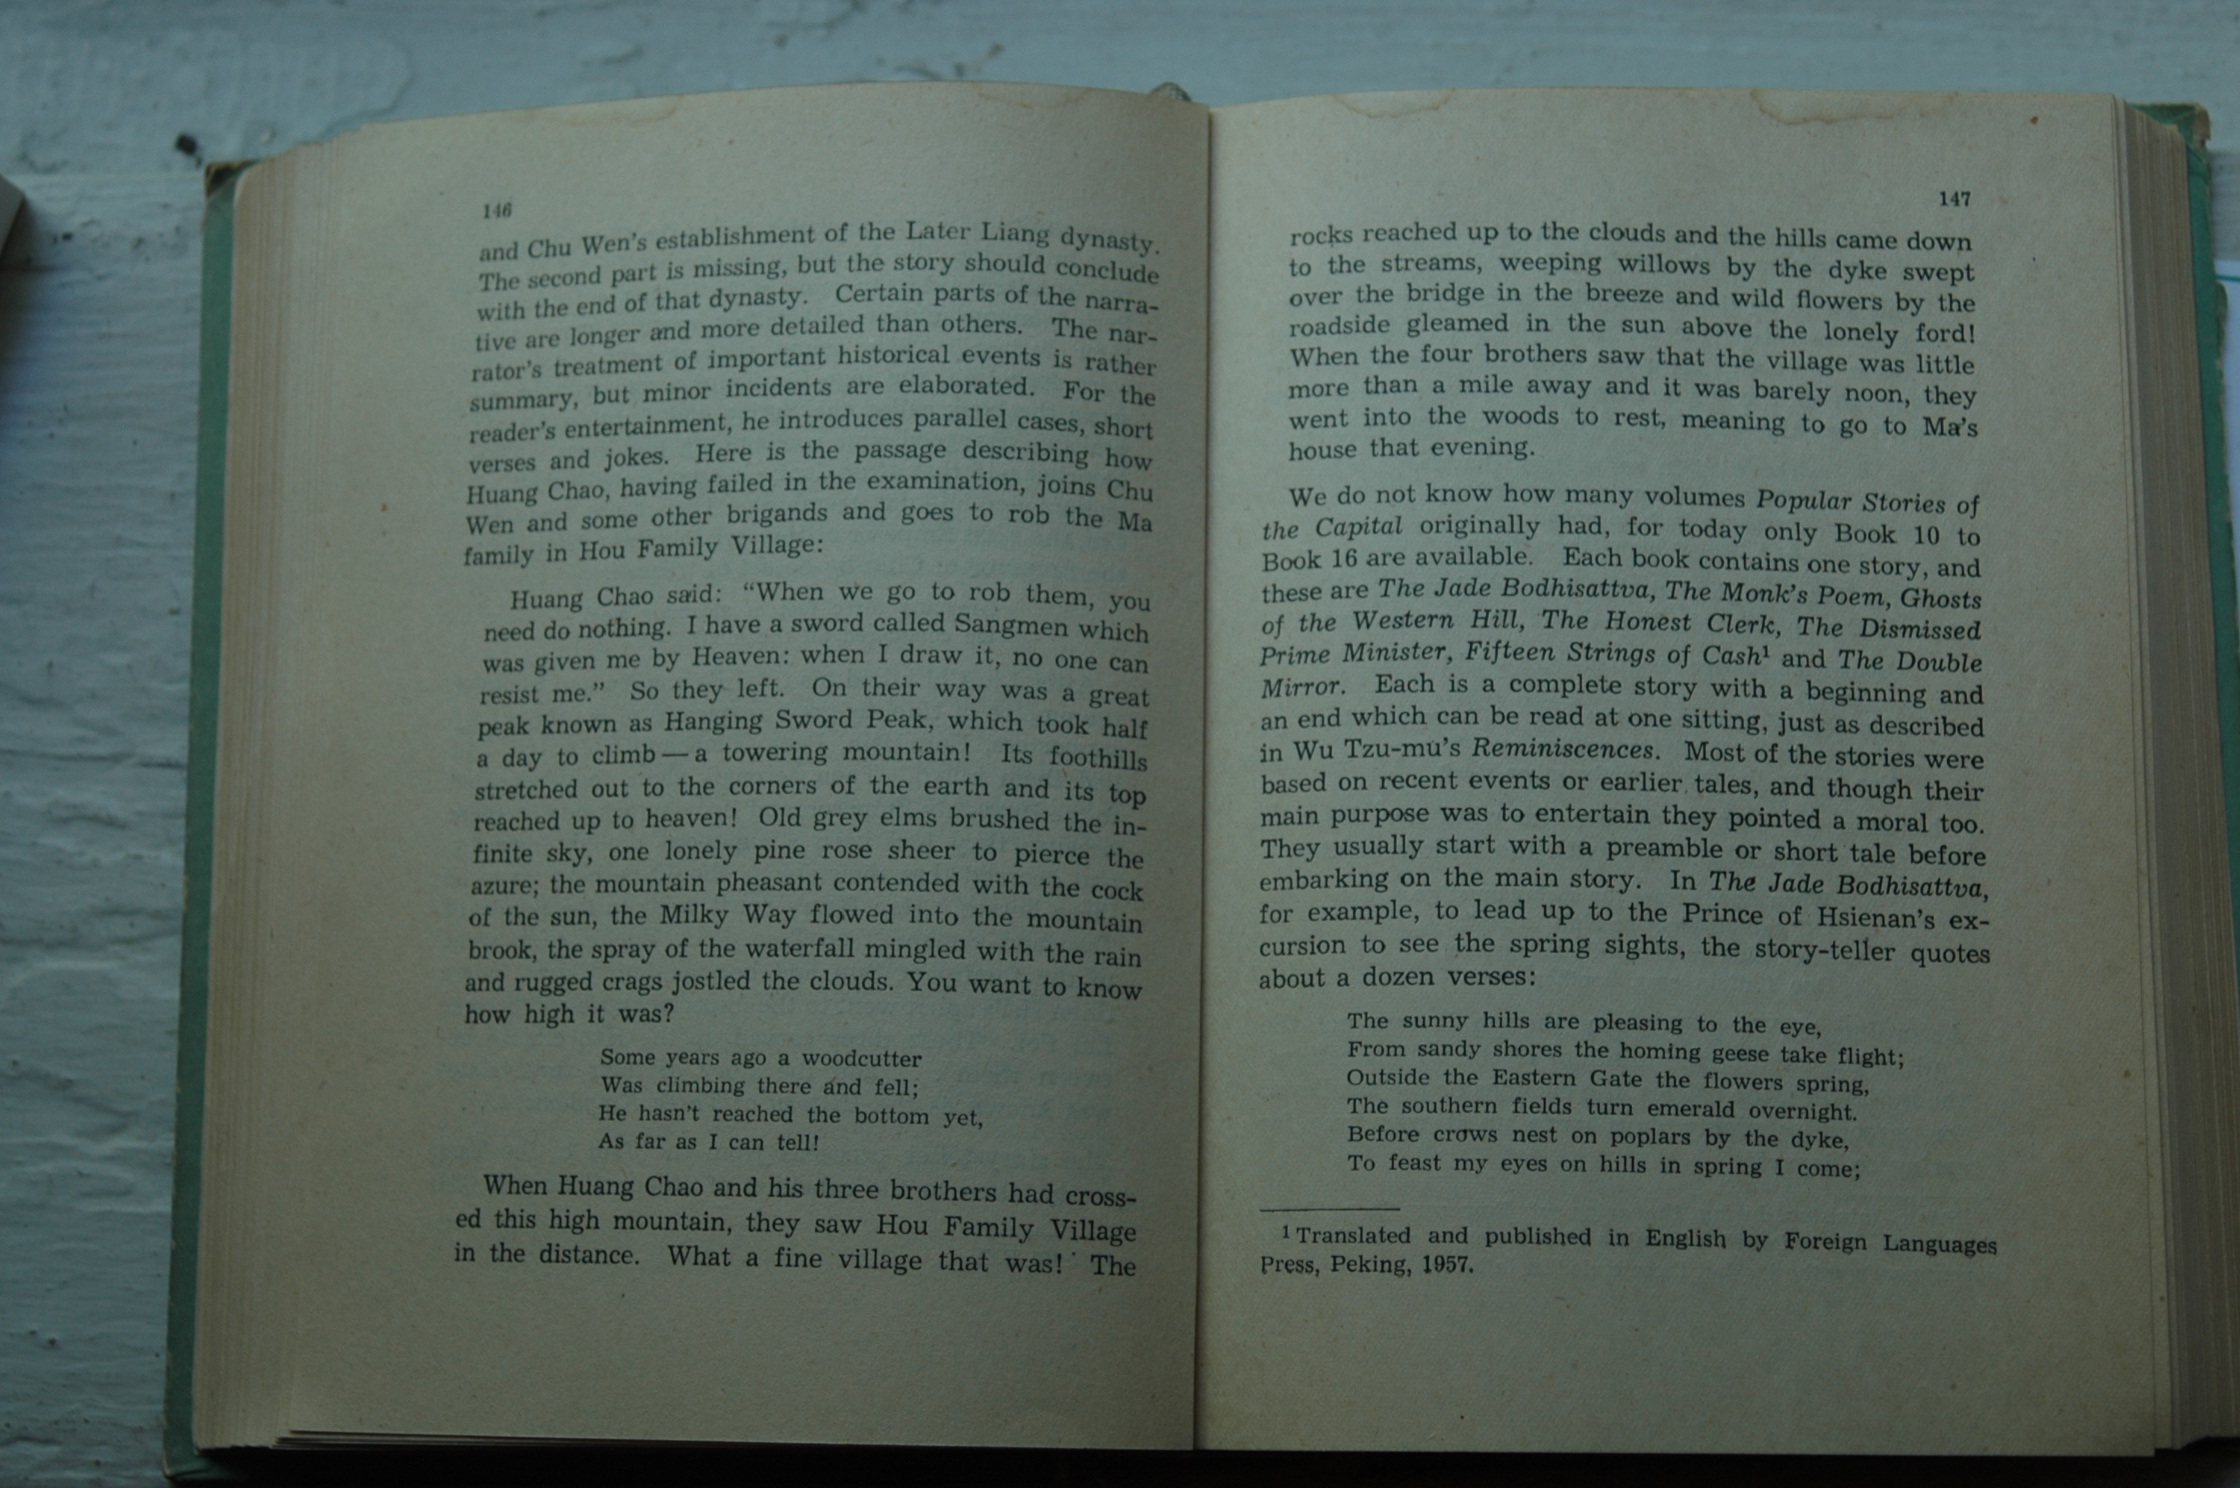 146
and Chu Wen's establishment of the Later Liang dynasty.
The second part is missing, but the story should conclude
with the end of that dynasty. Certain parts of the narra-
tive are longer and more detailed than others. The nar-
rator's treatment of important historical events is rather
summary, but minor incidents are elaborated. For the
reader's entertainment, he introduces parallel cases, short
verses and jokes. Here is the passage describing how
Huang Chao, having failed in the examination, joins Chu
Wen and some other brigands and goes to rob the Ma
family in Hou Family Village:
Huang Chao said: "When we go to rob them, you
need do nothing. I have a sword called Sangmen which
was given me by Heaven: when I draw it, no one can
resist me." So they left. On their way was a great
peak known as Hanging Sword Peak, which took half
a day to climb — a towering mountain! Its foothills
stretched out to the corners of the earth and its top
reached up to heaven! Old grey elms brushed the in-
finite sky, one lonely pine rose sheer to pierce the
azure; the mountain pheasant contended with the cock
of the sun, the Milky Way flowed into the mountain
brook, the spray of the waterfall mingled with the rain
and rugged crags jostled the clouds. You want to know
how high it was?
Some years ago a woodcutter
Was climbing there and fell;
He hasn't reached the bottom yet,
As far as I can tell!
When Huang Chao and his three brothers had cross-
ed this high mountain, they saw Hou Family Village
in the distance. What a fine village that was! The
147
rocks reached up to the clouds and the hills came down
to the streams, weeping willows by the dyke swept
over the bridge in the breeze and wild flowers by the
roadside gleamed in the sun above the lonely ford!
When the four brothers saw that the village was little
more than a mile away and it was barely noon, they
went into the woods to rest, meaning to go to Ma's
house that evening.
We do not know how many volumes Popular Stories of
the Capital originally had, for today only Book 10 to
Book 16 are available. Each book contains one story, and
these are The Jade Bodhisattva, The Monk's Poem, Ghosts
of the Western Hill, The Honest Clerk, The Dismissed
Prime Minister, Fifteen Strings of Cash¹ and The Double
Mirror. Each is a complete story with a beginning and
an end which can be read at one sitting, just as described
in Wu Tzu-mu's Reminiscences. Most of the stories were
based on recent events or earlier tales, and though their
main purpose was to entertain they pointed a moral too.
They usually start with a preamble or short tale before
embarking on the main story. In The Jade Bodhisattva,
for example, to lead up to the Prince of Hsienan's ex-
cursion to see the spring sights, the story-teller quotes
about a dozen verses:
The sunny hills are pleasing to the eye,
From sandy shores the homing geese take flight;
Outside the Eastern Gate the flowers spring,
The southern fields turn emerald overnight.
Before crows nest on poplars by the dyke,
To feast my eyes on hills in spring I come;
¹ Translated and published in English by Foreign Languages
Press, Peking, 1957.